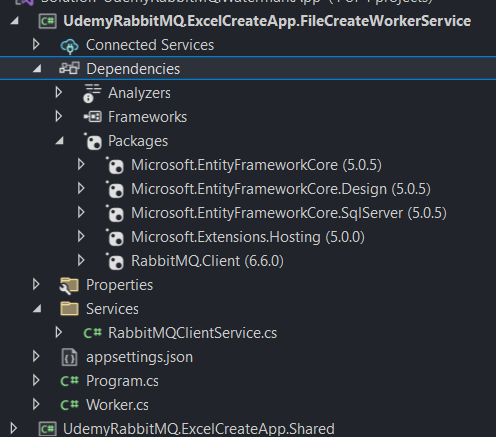 UdemyRabbitMQ.ExcelCreateApp.FileCreateWorkerService
Connected Services
Dependencies
Analyzers
Frameworks
Packages
Microsoft.EntityFrameworkCore (5.0.5)
Microsoft.EntityFrameworkCore.Design (5.0.5)
Microsoft.EntityFrameworkCore.SqlServer (5.0.5)
Microsoft.Extensions.Hosting (5.0.0)
RabbitMQ.Client (6.6.0)
Properties
Services
C# RabbitMQClientService.cs
appsettings.json
C# Program.cs
C# Worker.cs
UdemyRabbitMQ.ExcelCreateApp.Shared